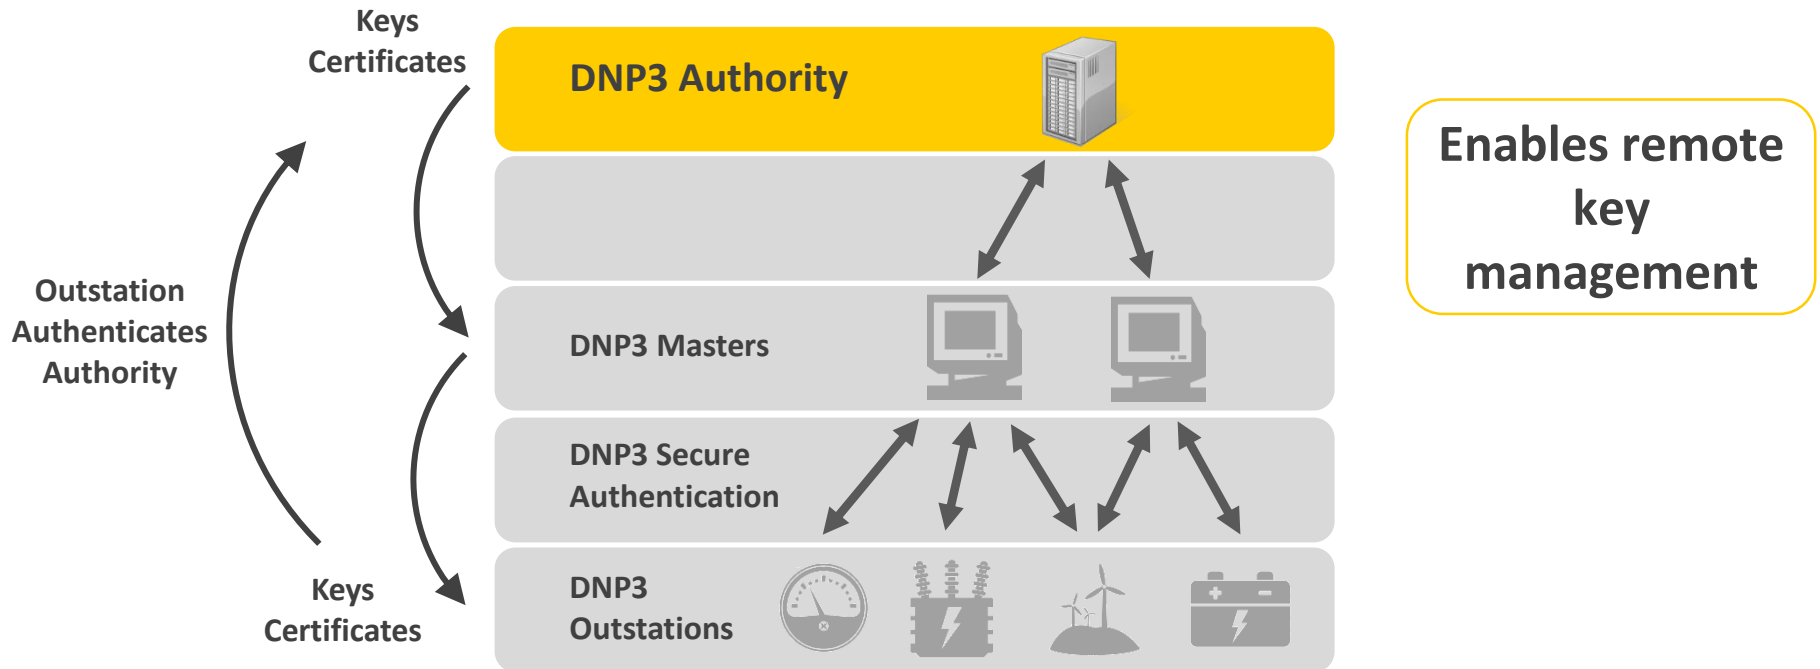 Keys
Certificates
DNP3 Authority
Enables remote
key
management
Outstation
Authenticates
Authority
DNP3 Masters
DNP3 Secure
Authentication
Keys
Certificates
DNP3
Outstations